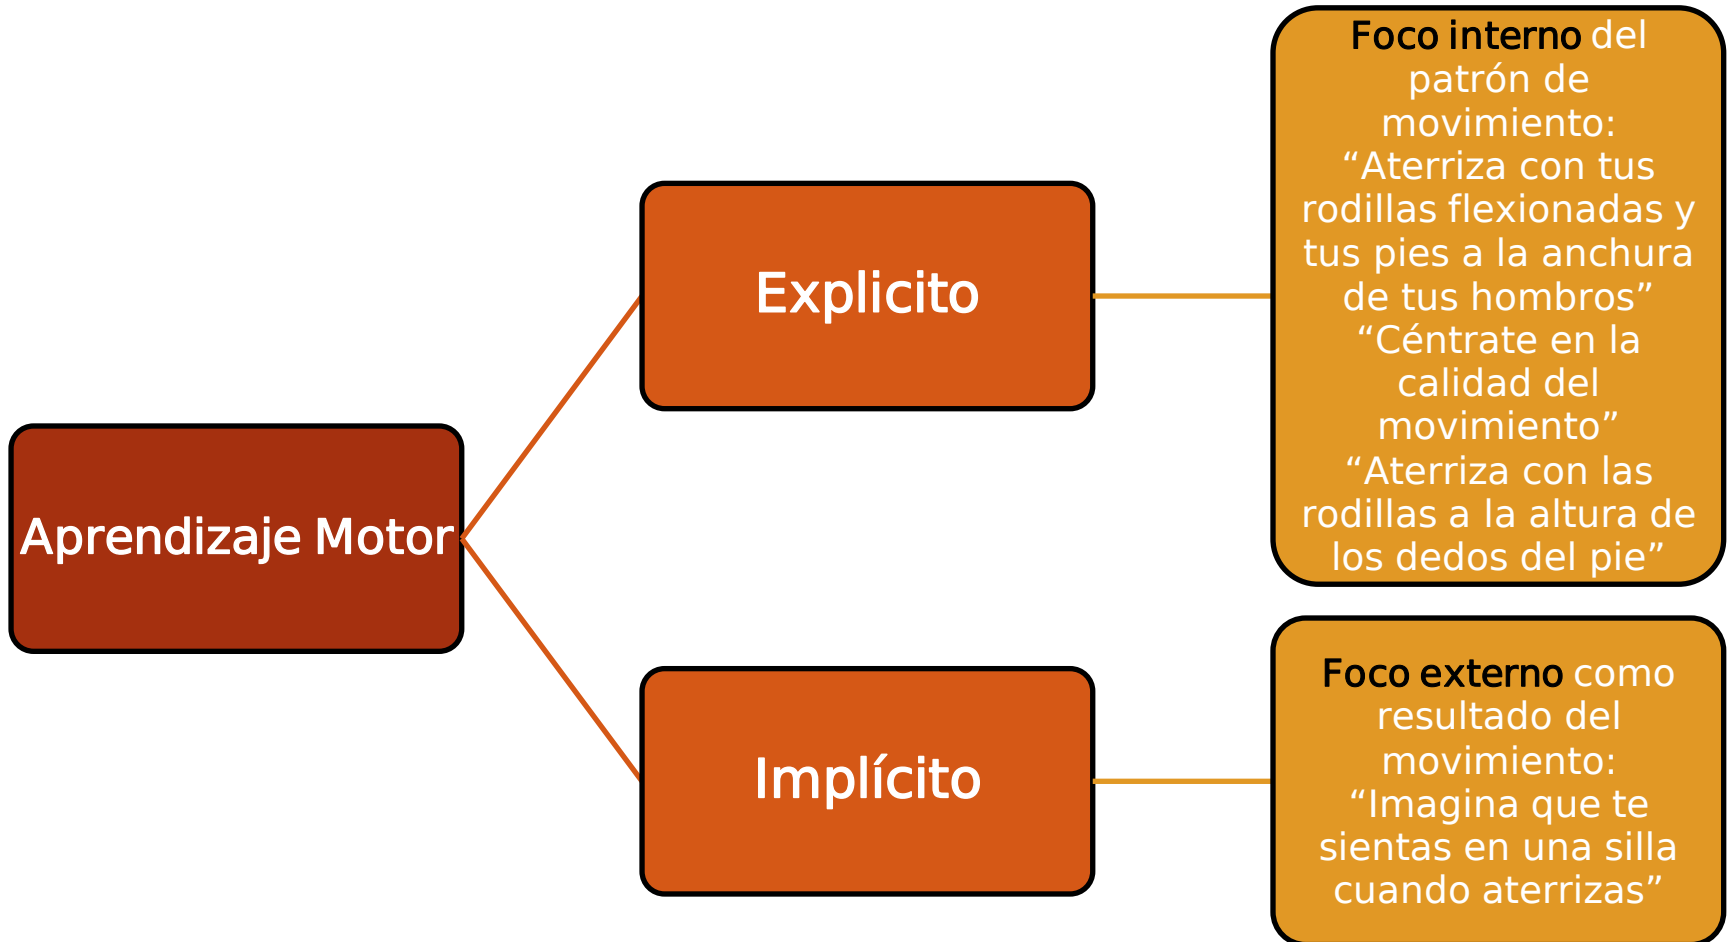 Aprendizaje Motor
Explicito
Foco interno del
patrón de
movimiento:
“Aterriza con tus
rodillas flexionadas y
tus pies a la anchura
de tus hombros”
“Céntrate en la
calidad del
movimiento”
“Aterriza con las
rodillas a la altura de
los dedos del pie”
Implícito
Foco externo como
resultado del
movimiento:
“Imagina que te
sientas en una silla
cuando aterrizas”